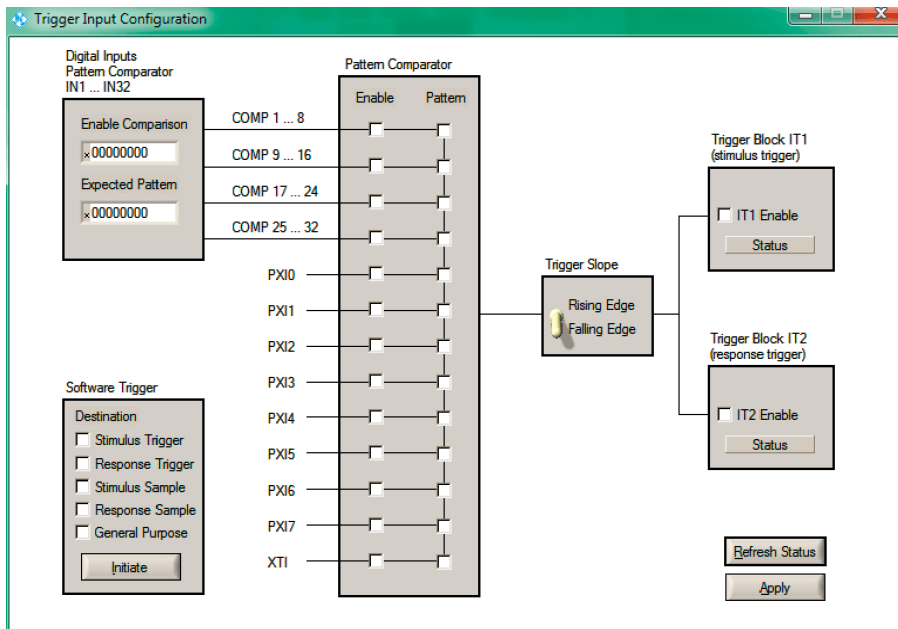 Trigger Input Configuration
Digital Inputs
Pattern Comparator
IN1 ... IN32
Enable Comparison
x00000000
Expected Pattern
x00000000
COMP 1 ... 8
COMP 9 ... 16
COMP 17 ... 24
COMP 25 ... 32
PXI0
PXI1
PXI2
PXI3
PXI4
PXI5
PXI6
PXI7
XTI
Pattern Comparator
Enable Pattern
Software Trigger
Destination
Stimulus Trigger
Response Trigger
Stimulus Sample
Response Sample
General Purpose
Initiate
Trigger Slope
Rising Edge
Falling Edge
Trigger Block IT1
(stimulus trigger)
IT1 Enable
Status
Trigger Block IT2
(response trigger)
IT2 Enable
Status
Refresh Status
Apply